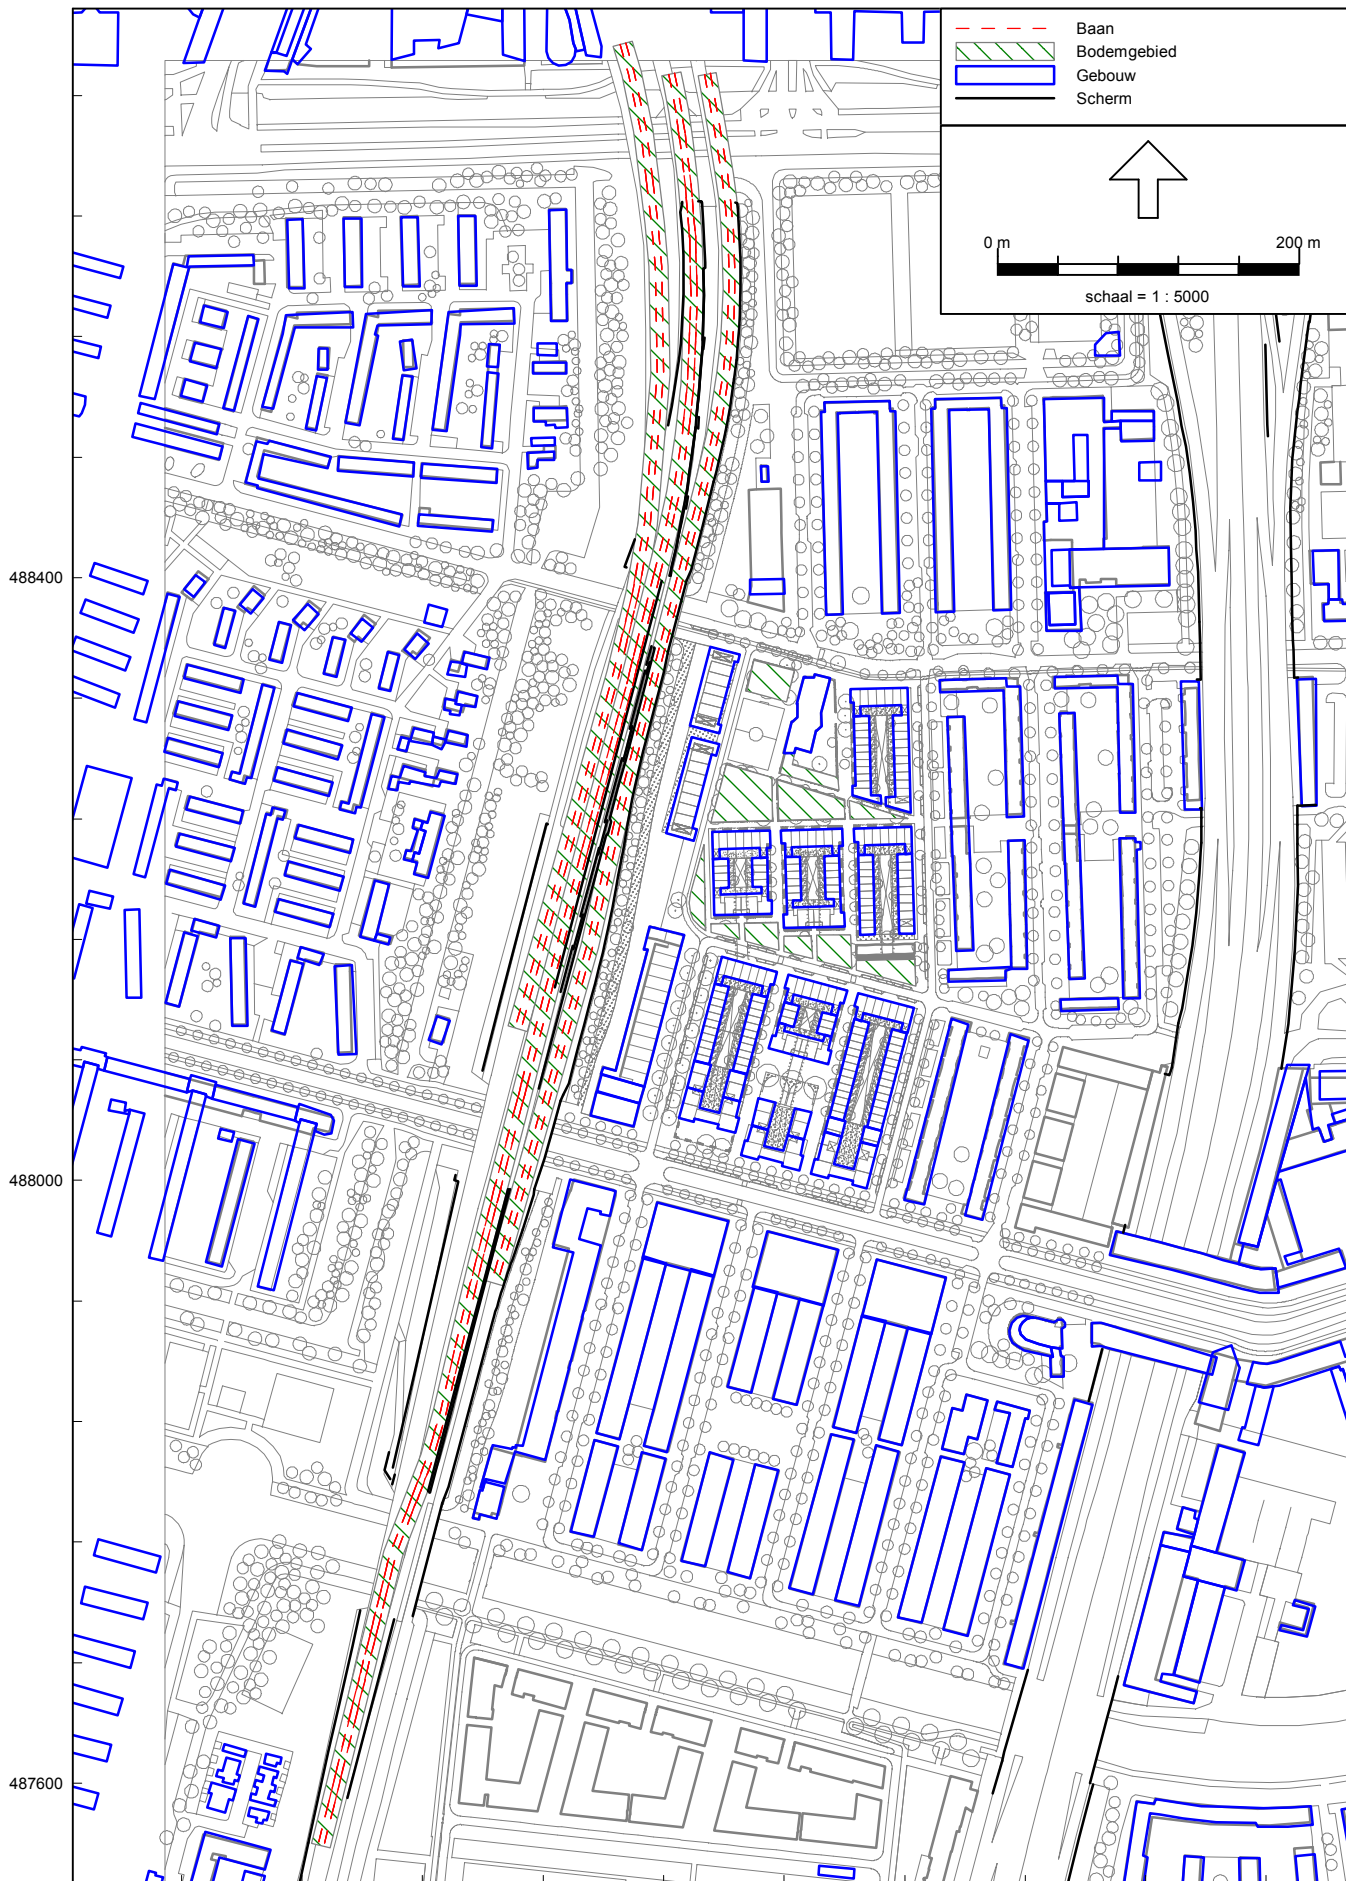 Baan
Bodemgebied
Gebouw
Scherm
0 m 200 m
schaal = 1 : 5000
488400
488000
487600